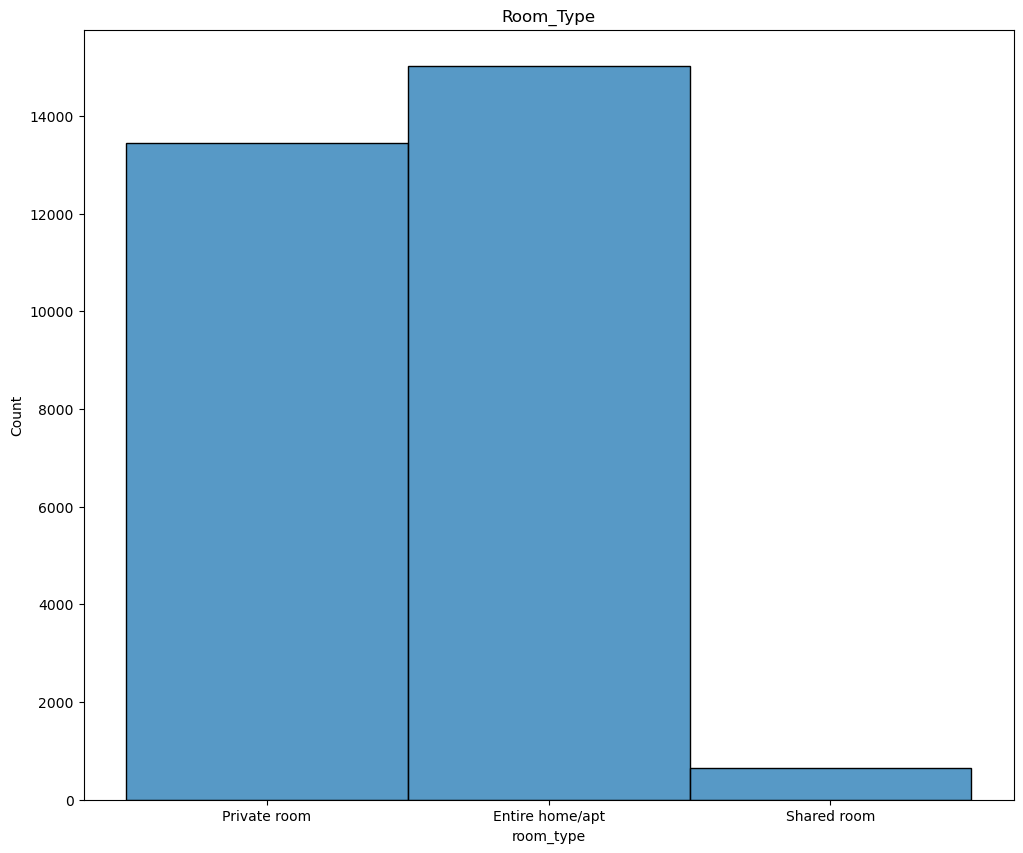 Room_Type
Count
14000
12000
10000
8000
6000
4000
2000
0
Private room
Entire home/apt
Shared room
room_type